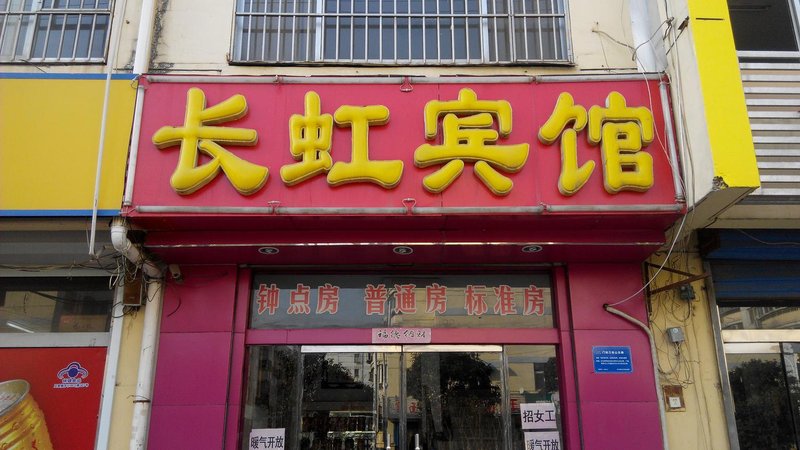 长虹宾馆
钟点房 普通房 标准房
招女工
暖气开放
暖气开放